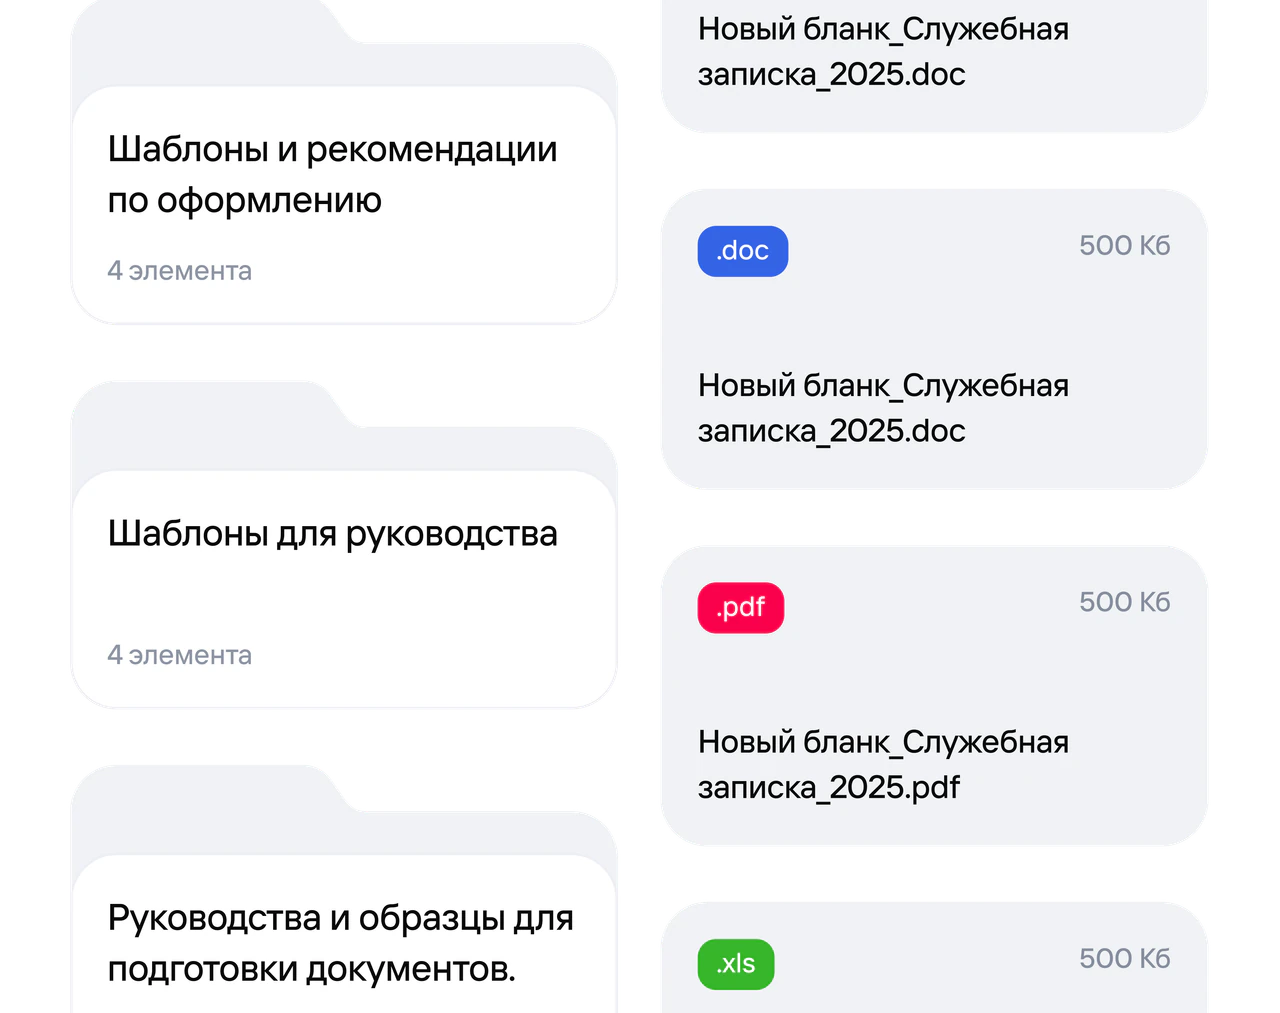 Шаблоны и рекомендации
по оформлению
4 элемента
Шаблоны для руководства
4 элемента
Руководства и образцы для
подготовки документов.
Новый бланк_Служебная
записка_2025.doc
.doc
500 Кб
Новый бланк_Служебная
записка_2025.doc
.pdf
500 Кб
Новый бланк_Служебная
записка_2025.pdf
.xls
500 Кб